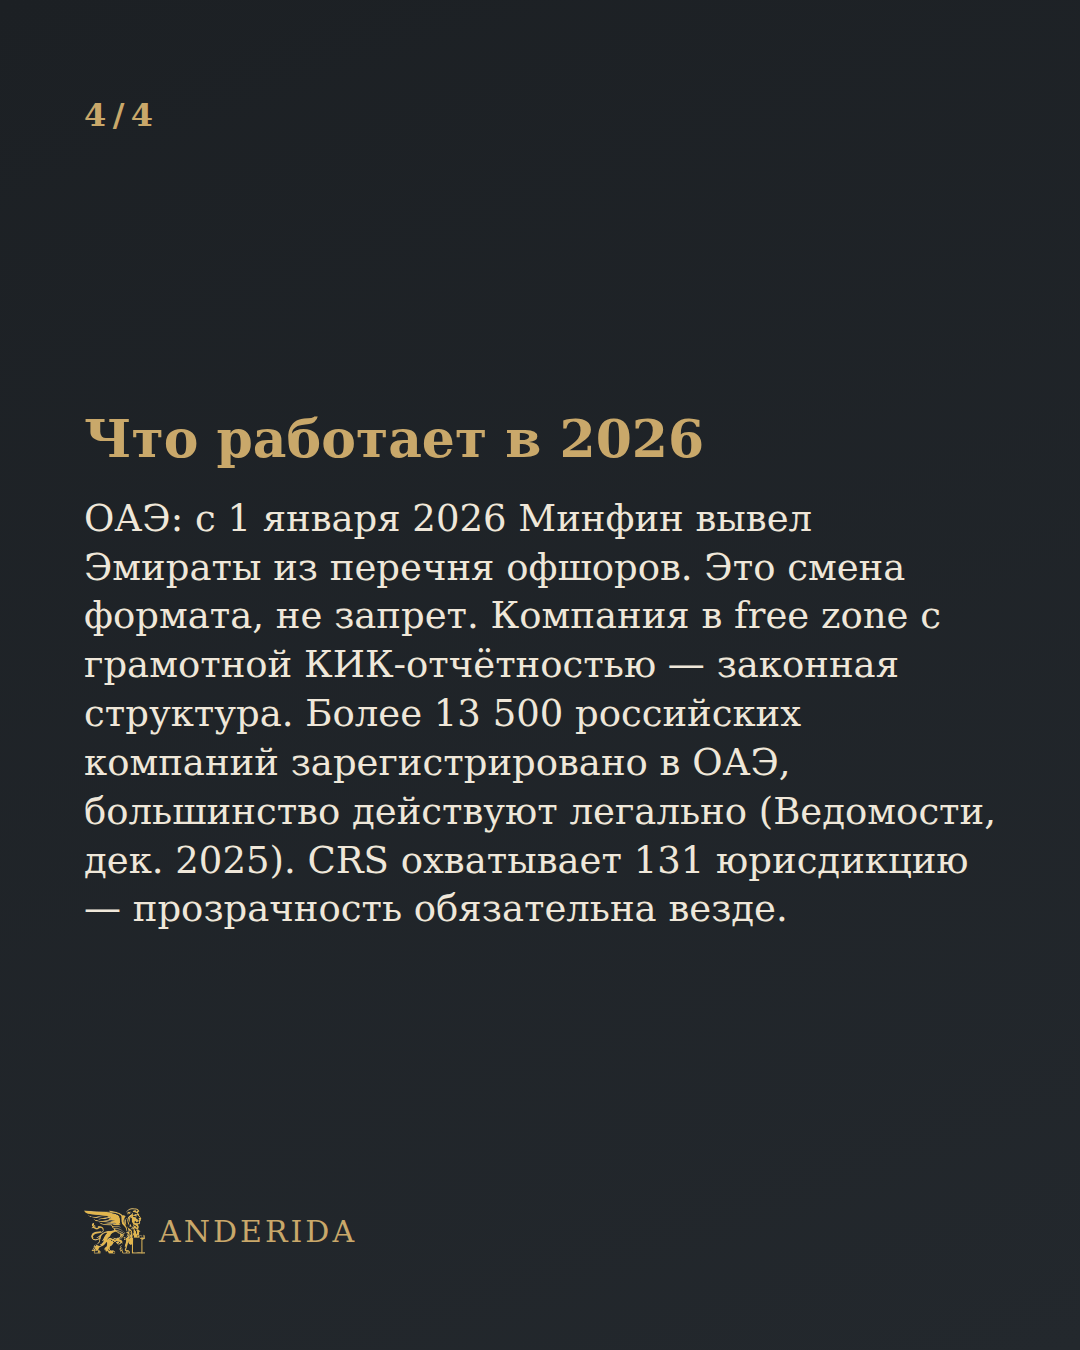 4/4
Что работает в 2026
ОАЭ: с 1 января 2026 Минфин вывел
Эмираты из перечня офшоров. Это смена
формата, не запрет. Компания в free zone с
грамотной КИК-отчётностью — законная
структура. Более 13 500 российских
компаний зарегистрировано в ОАЭ,
большинство действуют легально (Ведомости,
дек. 2025). CRS охватывает 131 юрисдикцию
— прозрачность обязательна везде.
ANDERIDA